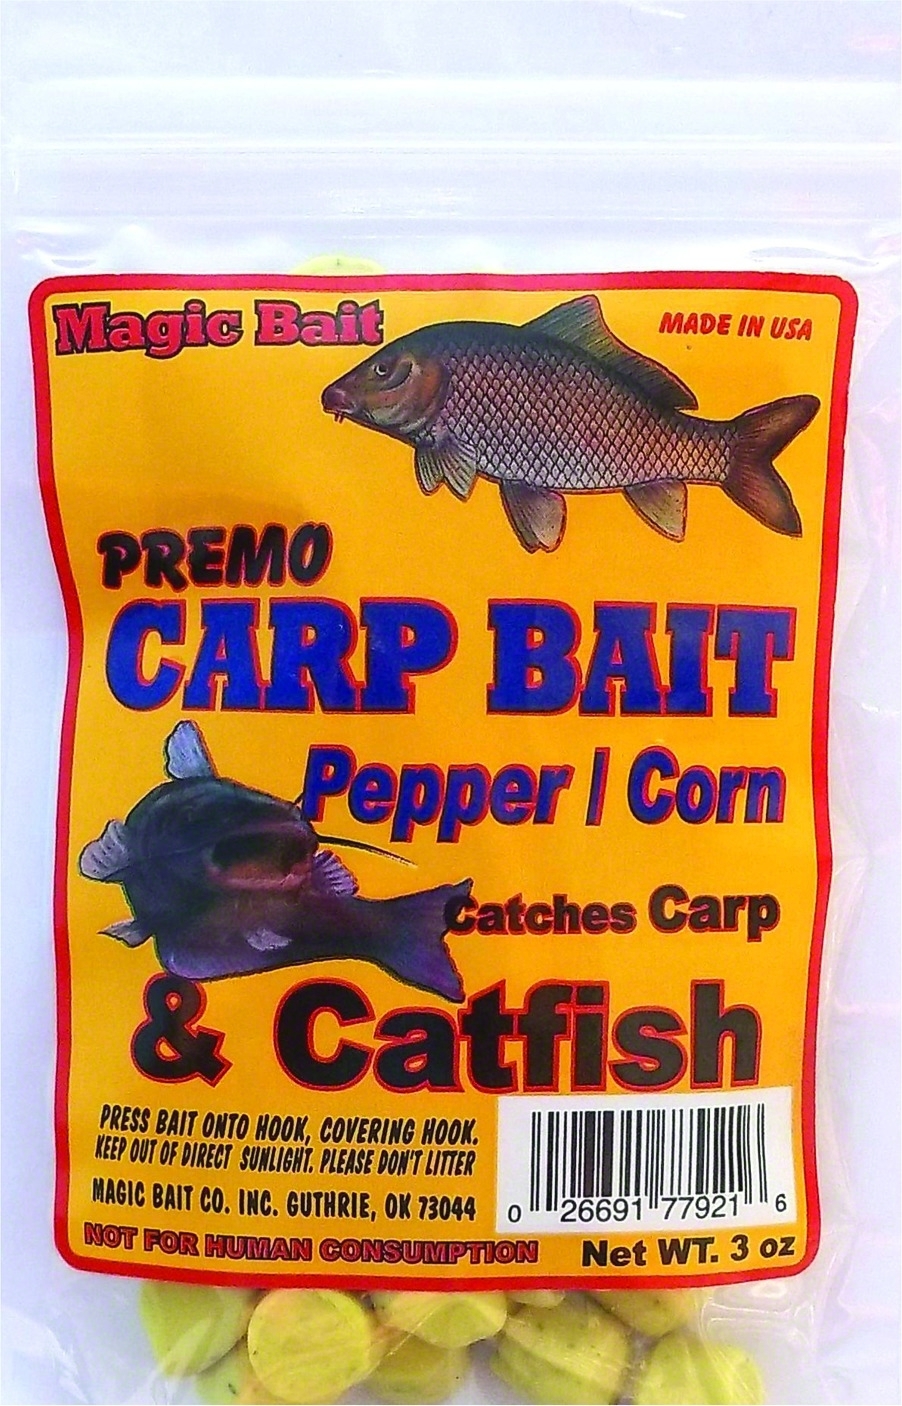 Magic Bait
MADE IN USA
PREMO
CARP BAIT
Pepper / Corn
Catches Carp
& Catfish
PRESS BAIT ONTO HOOK, COVERING HOOK.
KEEP OUT OF DIRECT SUNLIGHT. PLEASE DON'T LITTER
MAGIC BAIT CO. INC. GUTHRIE, OK 73044
0 26691 77921 6
NOT FOR HUMAN CONSUMPTION
Net WT. 3 oz